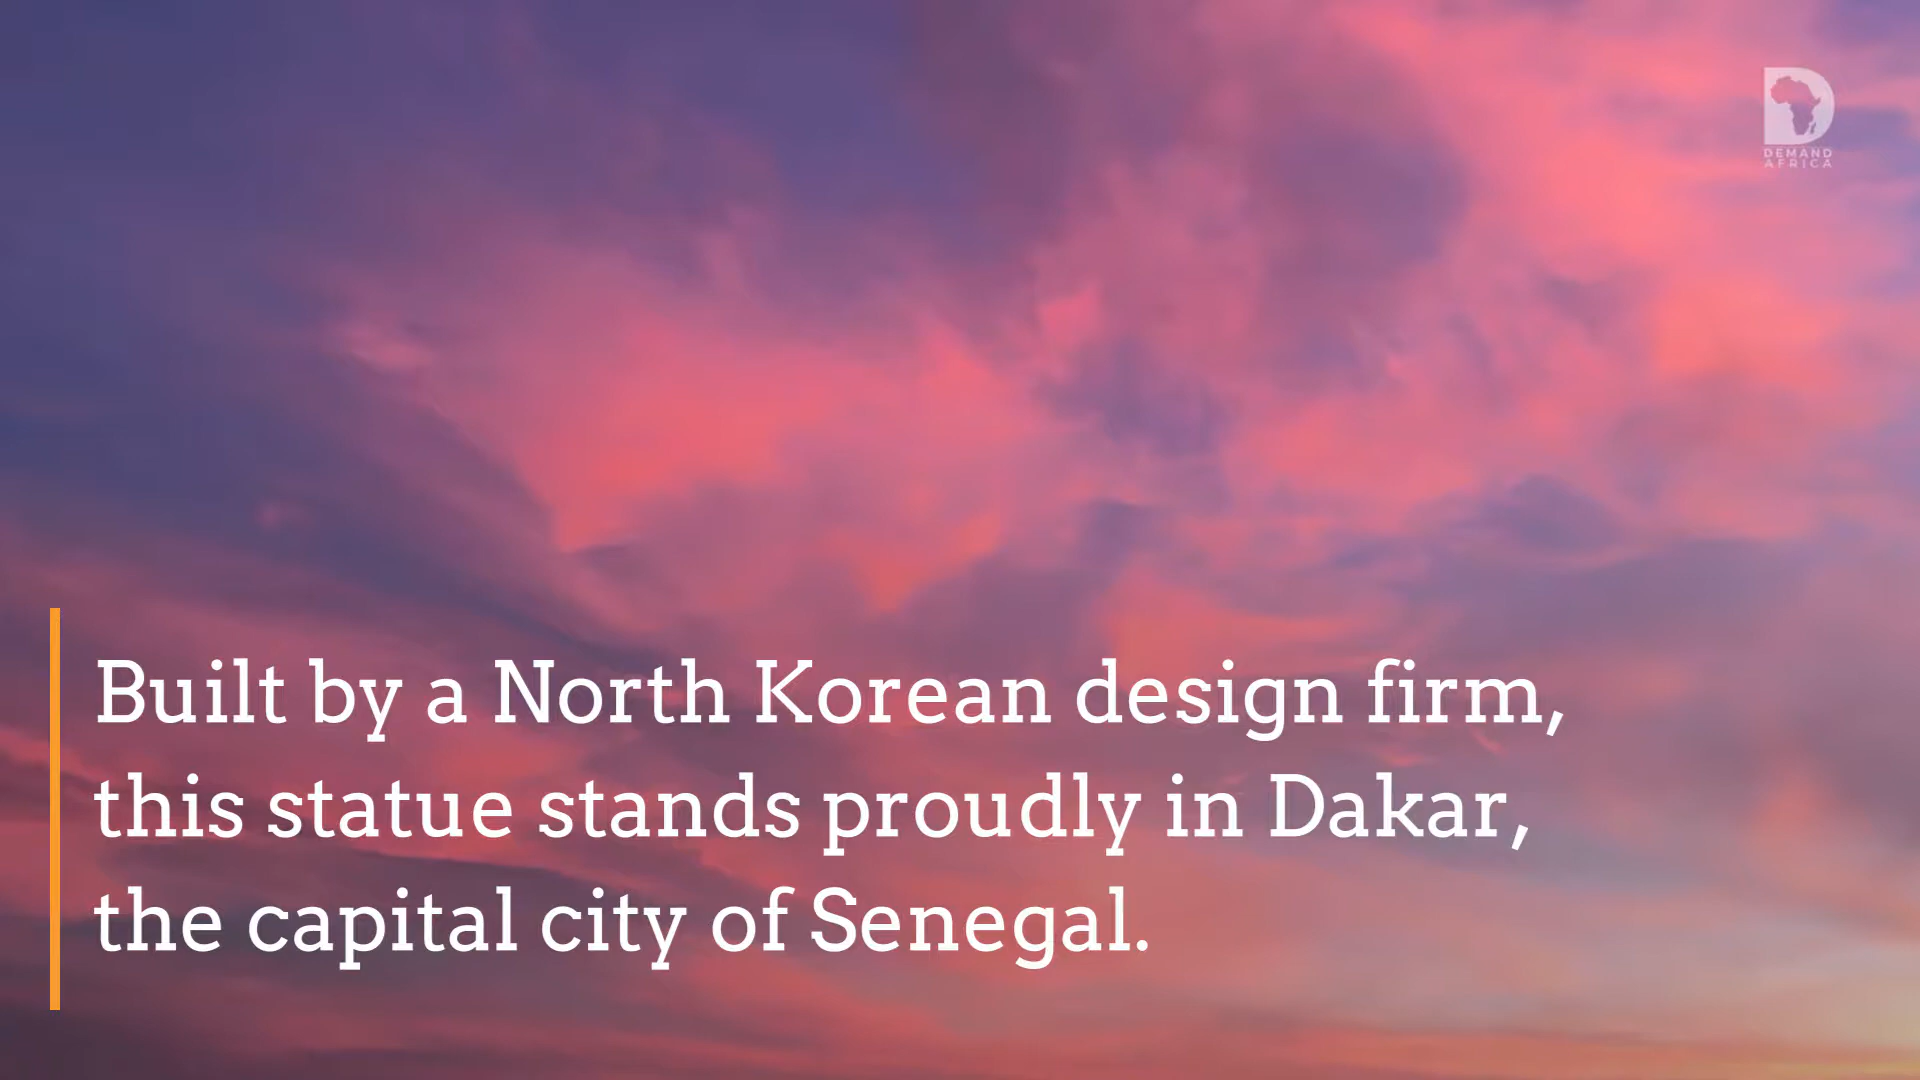 DEMAND
AFRICA
Built by a North Korean design firm,
this statue stands proudly in Dakar,
the capital city of Senegal.